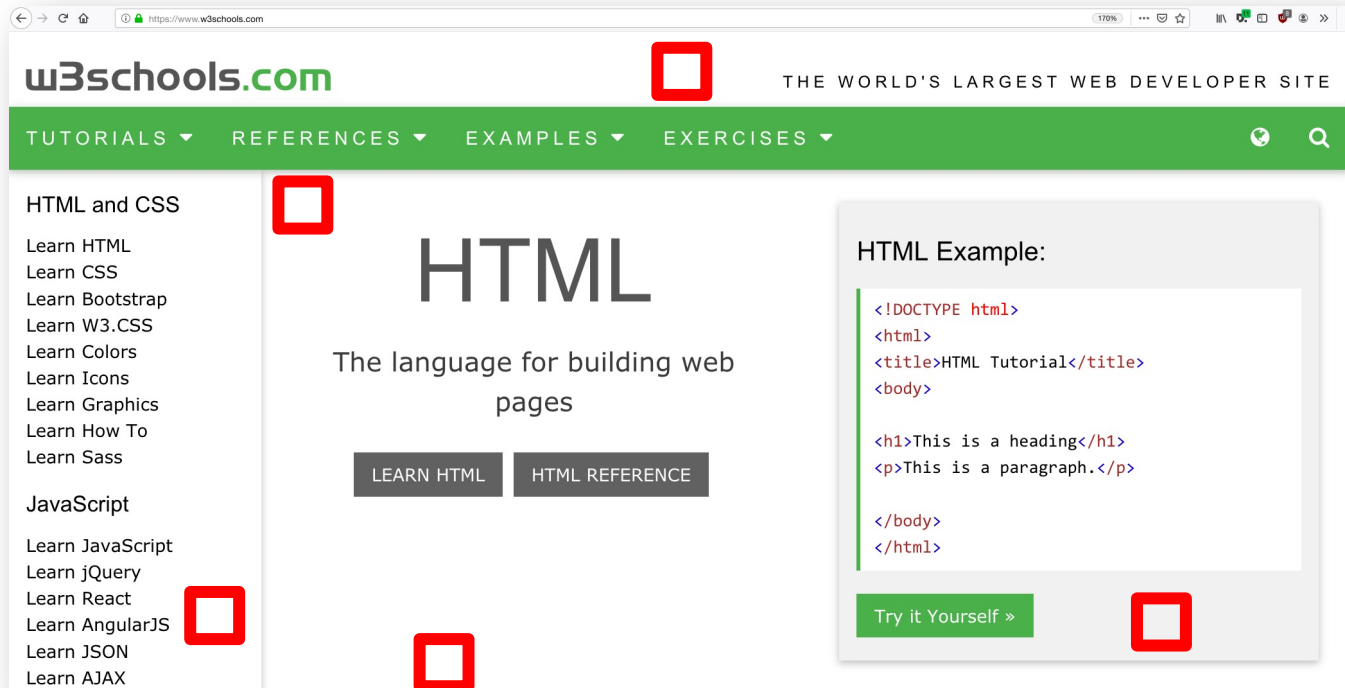 https://www.w3schools.com
170%
w3schools.com
THE WORLD'S LARGEST WEB DEVELOPER SITE
TUTORIALS REFERENCES EXAMPLES EXERCISES
HTML and CSS
Learn HTML
Learn CSS
Learn Bootstrap
Learn W3.CSS
Learn Colors
Learn Icons
Learn Graphics
Learn How To
Learn Sass
JavaScript
Learn JavaScript
Learn jQuery
Learn React
Learn AngularJS
Learn JSON
Learn AJAX
HTML
The language for building web
pages
LEARN HTML
HTML REFERENCE
HTML Example:
<!DOCTYPE html>
<html>
<title>HTML Tutorial</title>
<body>
<h1>This is a heading</h1>
<p>This is a paragraph.</p>
</body>
</html>
Try it Yourself »